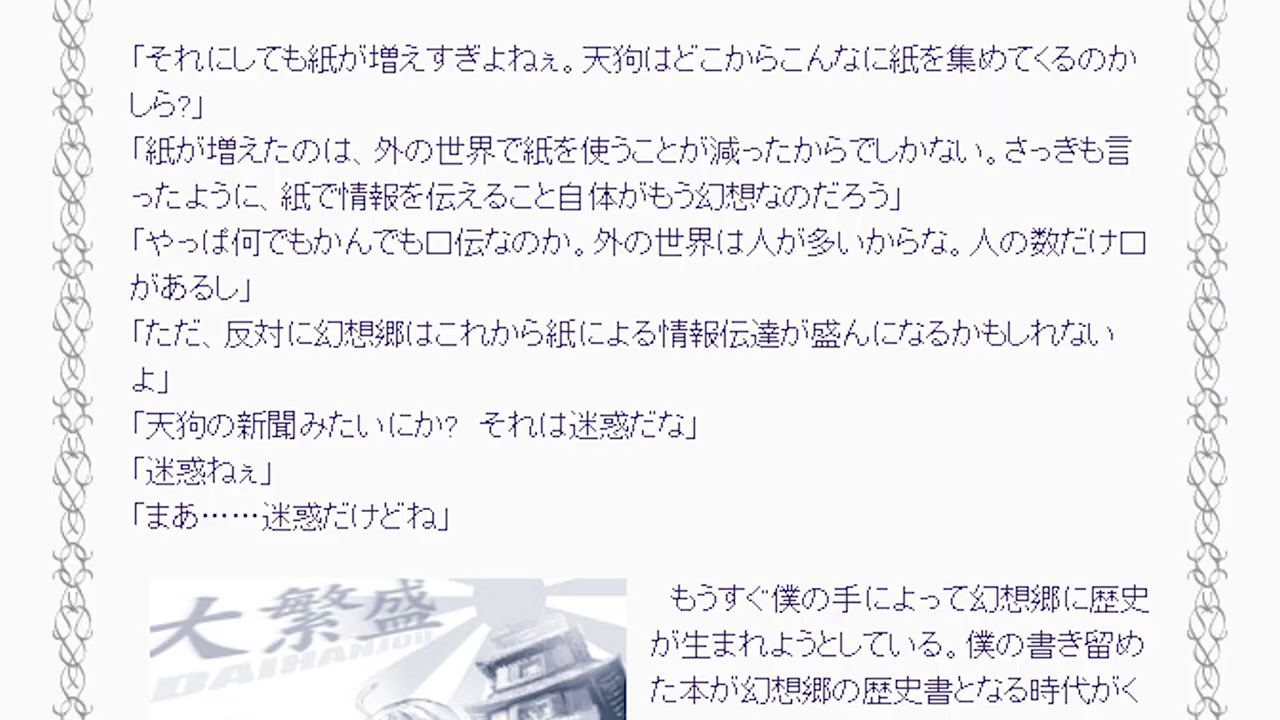 「それにしても紙が増えすぎよねぇ。天狗はどこからこんなに紙を集めてくるのか
しら?」
「紙が増えたのは、外の世界で紙を使うことが減ったからでしかない。さっきも言
ったように、紙で情報を伝えること自体がもう幻想なのだろう」
「やっぱ何でもかんでも口伝なのか。外の世界は人が多いからな。人の数だけ口
があるし」
「ただ、反対に幻想郷はこれから紙による情報伝達が盛んになるかもしれない
よ」
「天狗の新聞みたいにか?　それは迷惑だな」
「迷惑ねぇ」
「まあ……迷惑だけどね」
大繁盛
DAIHANJOU
もうすぐ僕の手によって幻想郷に歴史
が生まれようとしている。僕の書き留め
た本が幻想郷の歴史書となる時代がく